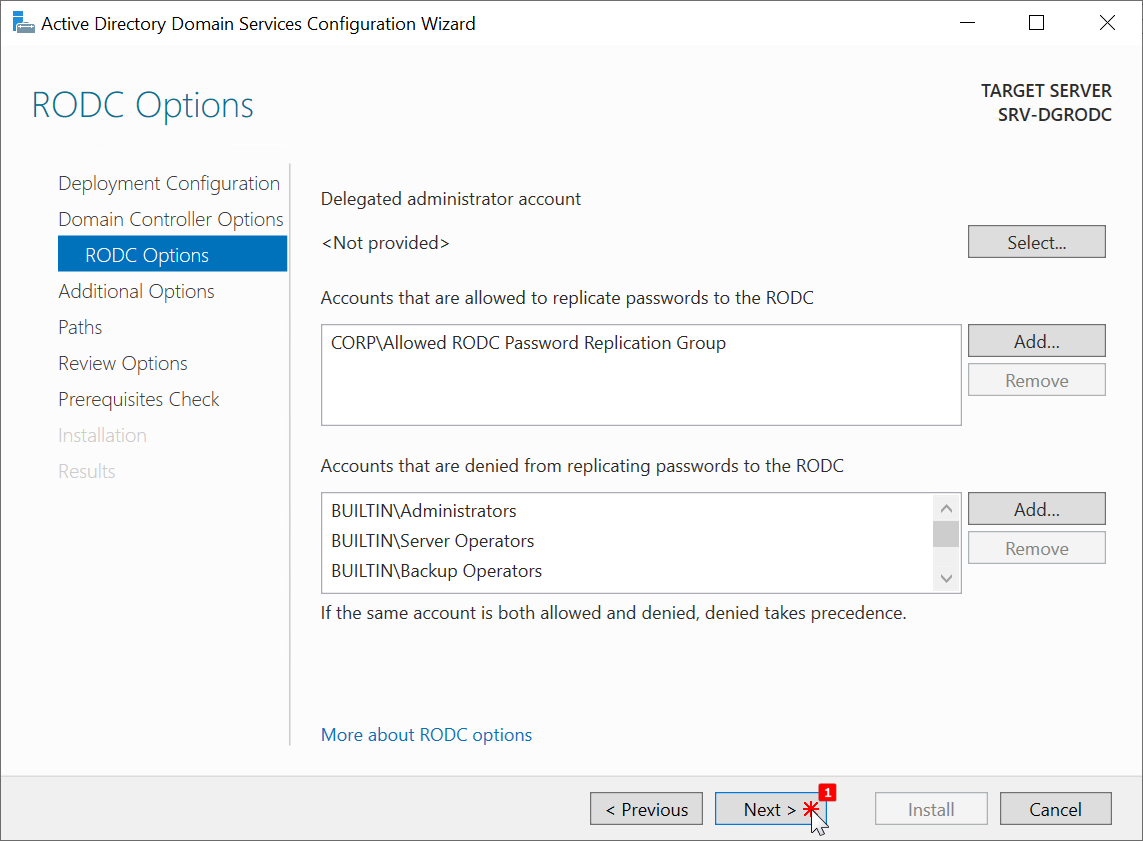 Active Directory Domain Services Configuration Wizard
RODC Options
TARGET SERVER
SRV-DGRODC
Deployment Configuration
Domain Controller Options
RODC Options
Additional Options
Paths
Review Options
Prerequisites Check
Installation
Results
Delegated administrator account
<Not provided>
Select...
Accounts that are allowed to replicate passwords to the RODC
CORP\Allowed RODC Password Replication Group
Add...
Remove
Accounts that are denied from replicating passwords to the RODC
BUILTIN\Administrators
BUILTIN\Server Operators
BUILTIN\Backup Operators
Add...
Remove
If the same account is both allowed and denied, denied takes precedence.
More about RODC options
< Previous
Next >
1
Install
Cancel